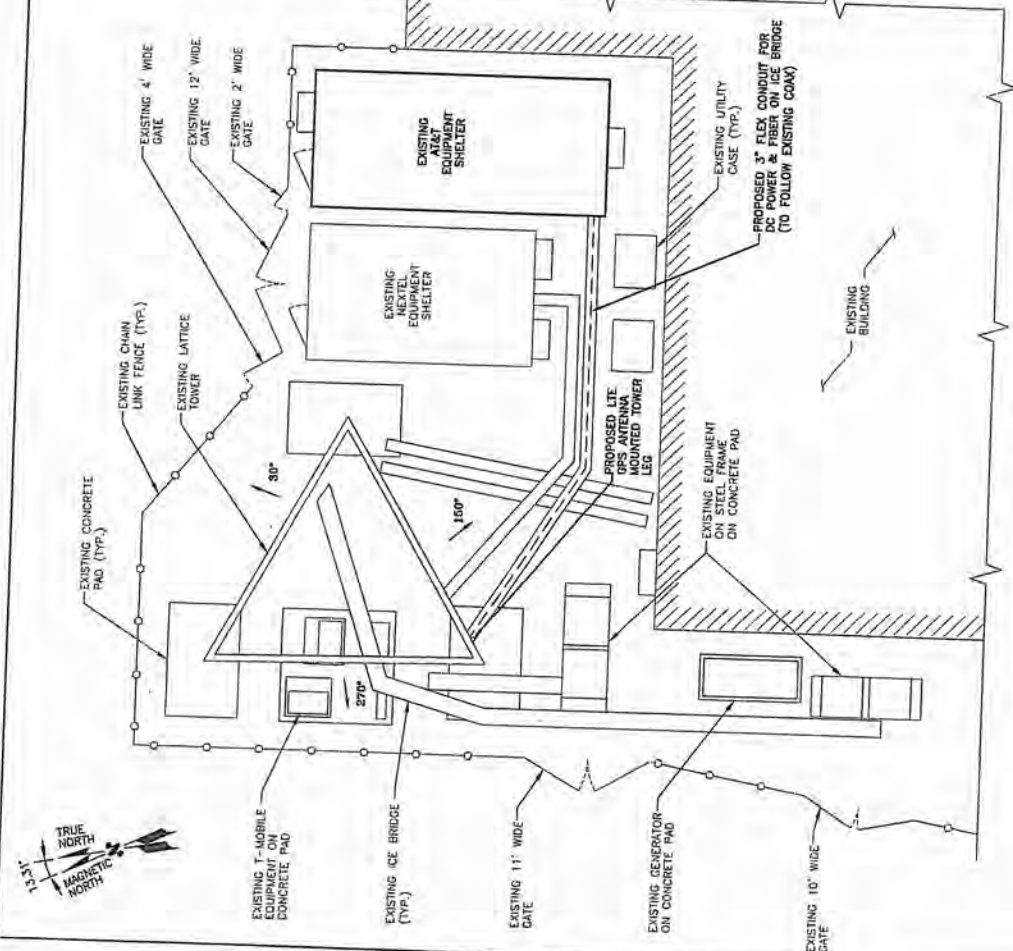 EXISTING 4' WIDE
GATE
EXISTING 12' WIDE
GATE
EXISTING 2' WIDE
GATE
EXISTING CHAIN
LINK FENCE (TYP.)
EXISTING LATTICE
TOWER
EXISTING CONCRETE
PAD (TYP.)
EXISTING
AT&T
EQUIPMENT
SHELTER
EXISTING
NEXTEL
EQUIPMENT
SHELTER
EXISTING UTILITY
CASE (TYP.)
PROPOSED 3" FLEX CONDUIT FOR
DC POWER & FIBER ON ICE BRIDGE
(TO FOLLOW EXISTING COAX)
EXISTING
BUILDING
30°
150°
270°
PROPOSED LTE
GPS ANTENNA
MOUNTED TOWER
LEG
EXISTING EQUIPMENT
ON STEEL FRAME
ON CONCRETE PAD
TRUE
NORTH
MAGNETIC
NORTH
N
EXISTING T-MOBILE
EQUIPMENT ON
CONCRETE PAD
EXISTING ICE BRIDGE
(TYP.)
EXISTING 11' WIDE
GATE
EXISTING GENERATOR
ON CONCRETE PAD
EXISTING 10' WIDE
GATE